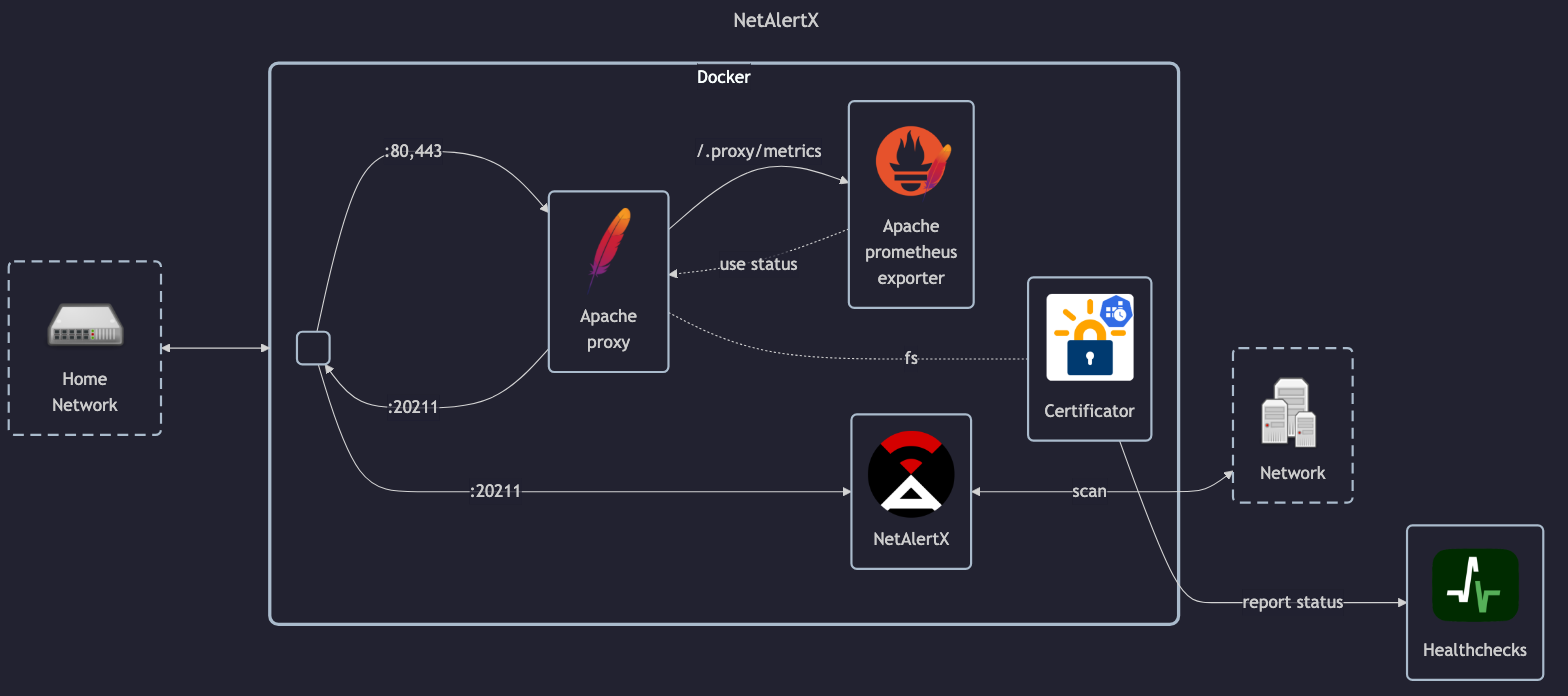 NetAlertX
Docker
:80,443
/.proxy/metrics
Apache
prometheus
exporter
use status
Apache
proxy
Home
Network
fs
:20211
Certificator
:20211
NetAlertX
scan
Network
report status
Healthchecks